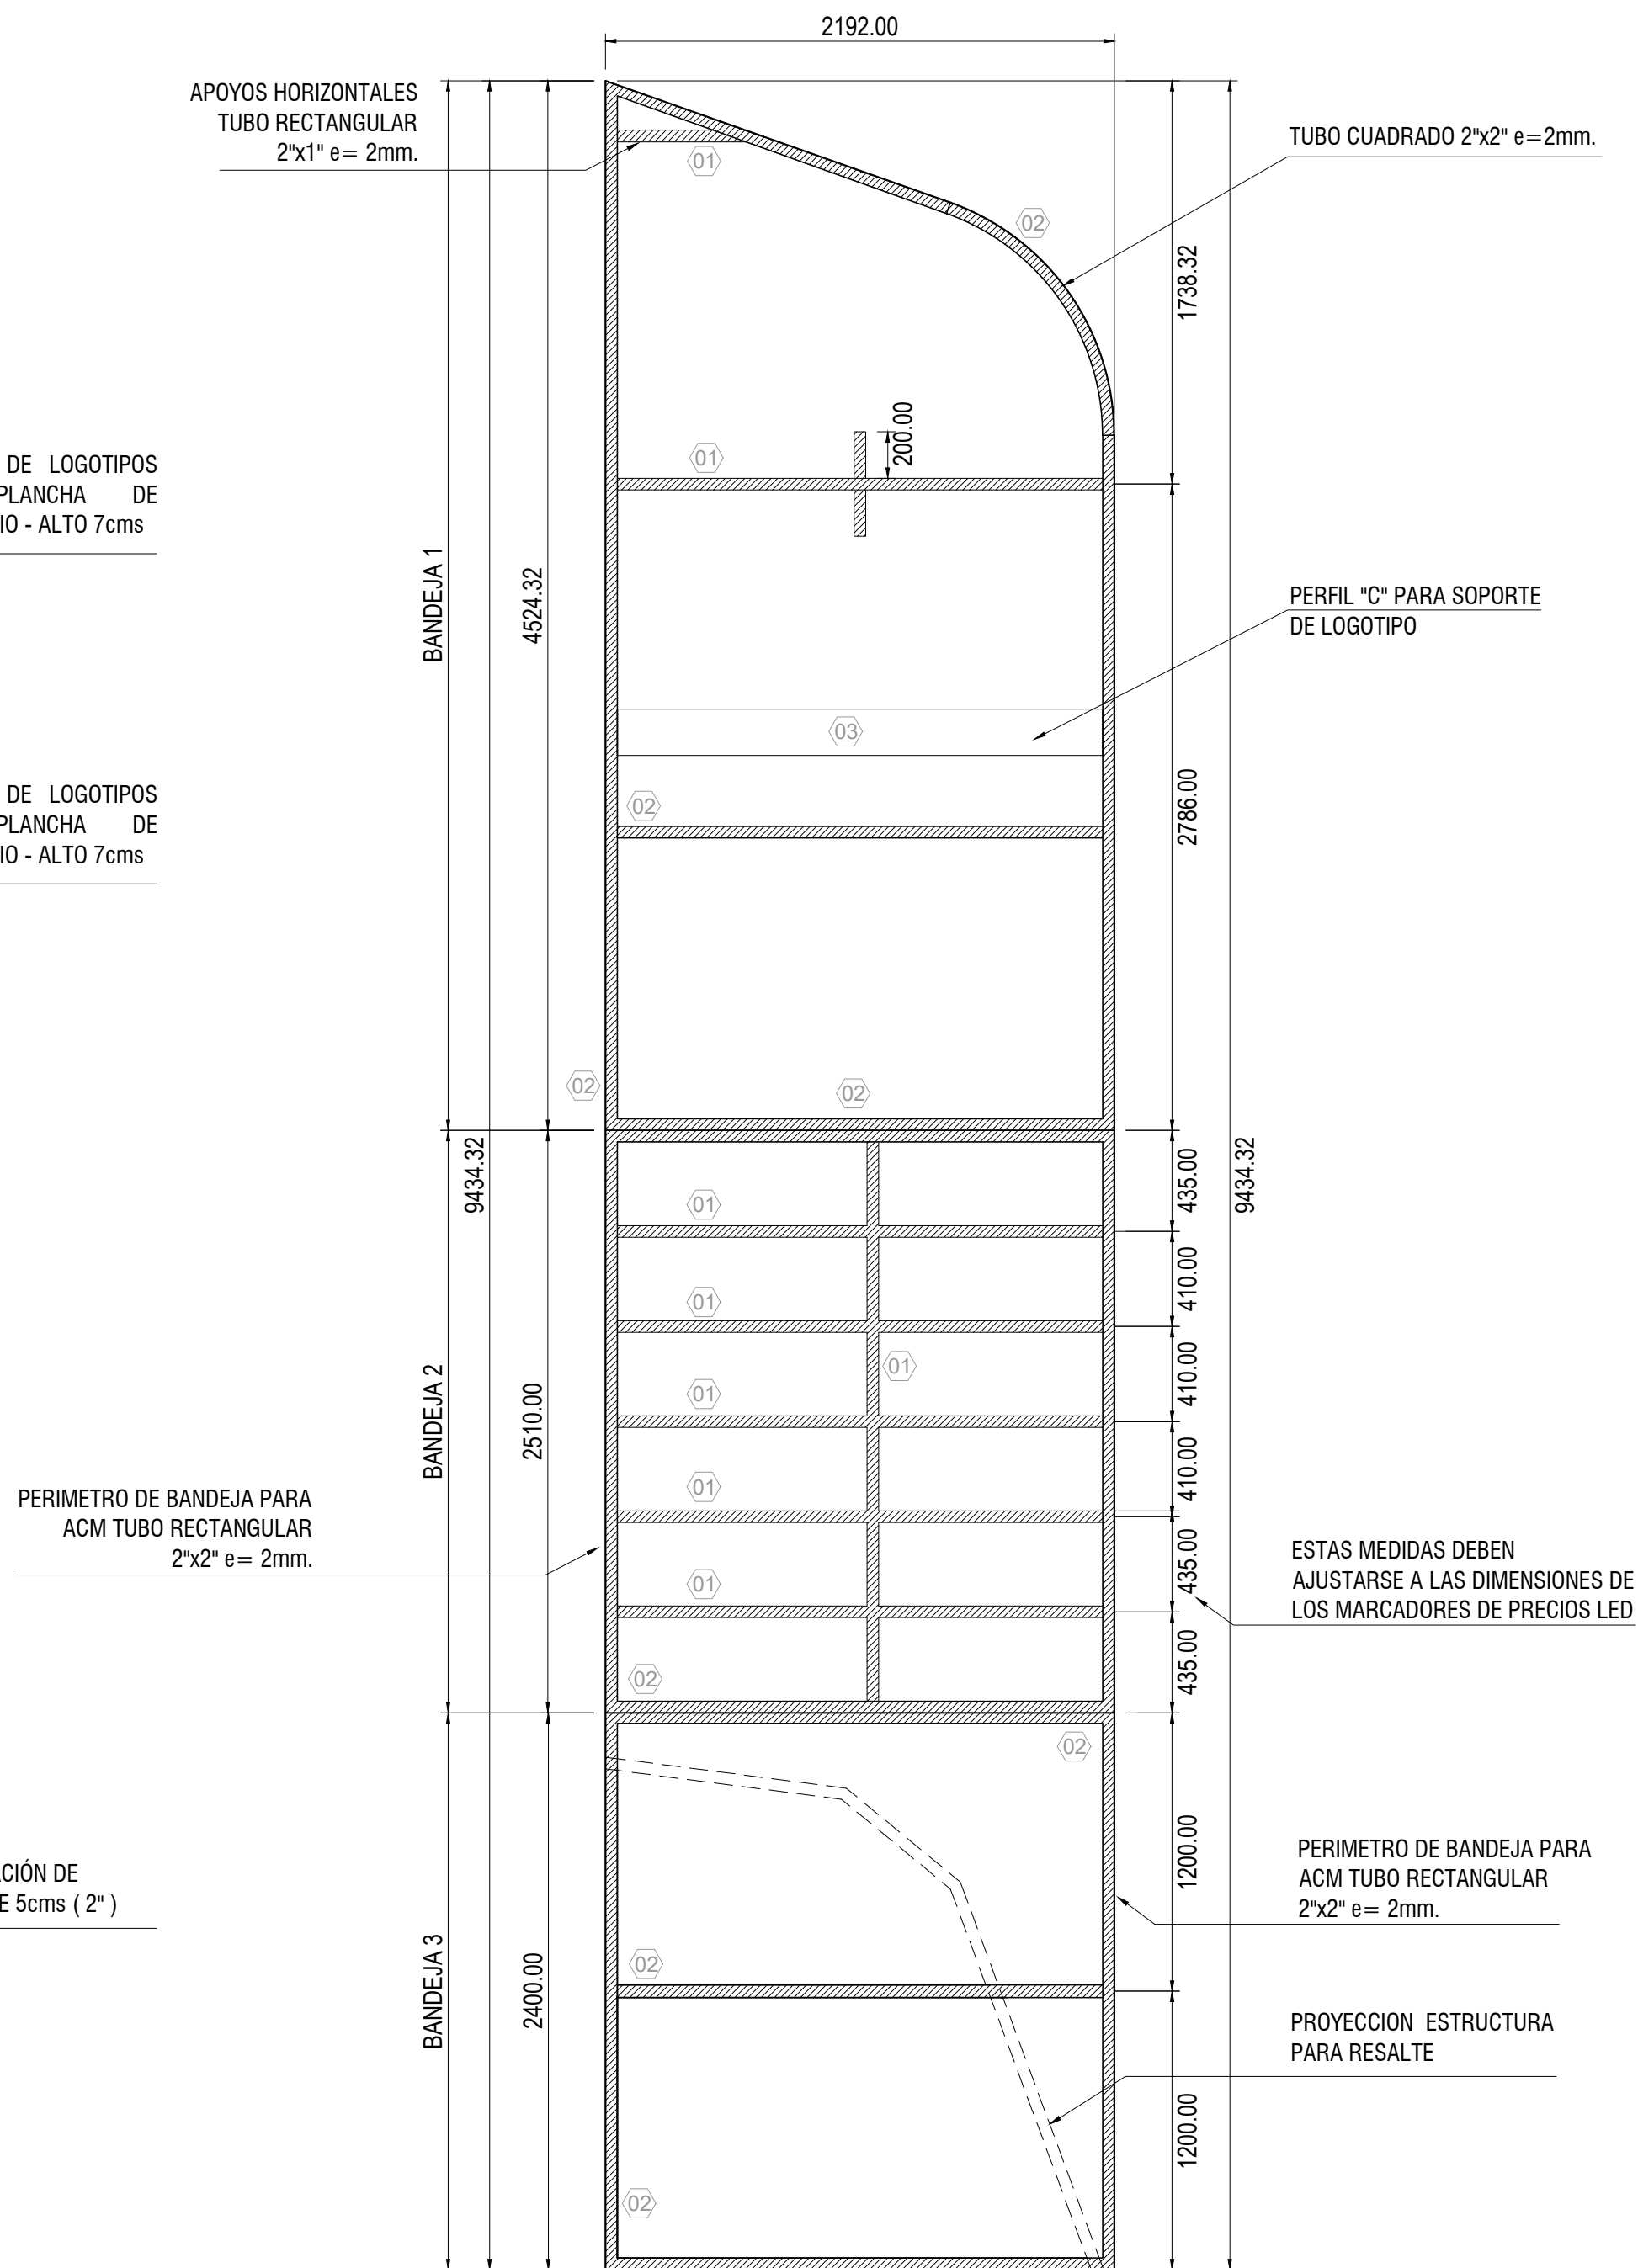 2192.00
APOYOS HORIZONTALES
TUBO RECTANGULAR
2"x1" e= 2mm.
01
TUBO CUADRADO 2"x2" e=2mm.
02
1738.32
200.00
01
DE LOGOTIPOS
PLANCHA DE
IO - ALTO 7cms
BANDEJA 1
4524.32
PERFIL "C" PARA SOPORTE
DE LOGOTIPO
03
02
2786.00
DE LOGOTIPOS
PLANCHA DE
IO - ALTO 7cms
02
02
9434.32
435.00
9434.32
01
410.00
01
410.00
01
01
BANDEJA 2
2510.00
410.00
01
PERIMETRO DE BANDEJA PARA
ACM TUBO RECTANGULAR
2"x2" e= 2mm.
435.00
01
ESTAS MEDIDAS DEBEN
AJUSTARSE A LAS DIMENSIONES DE
LOS MARCADORES DE PRECIOS LED
435.00
02
02
1200.00
PERIMETRO DE BANDEJA PARA
ACM TUBO RECTANGULAR
2"x2" e= 2mm.
ACIÓN DE
E 5cms ( 2" )
BANDEJA 3
2400.00
02
PROYECCION ESTRUCTURA
PARA RESALTE
1200.00
02